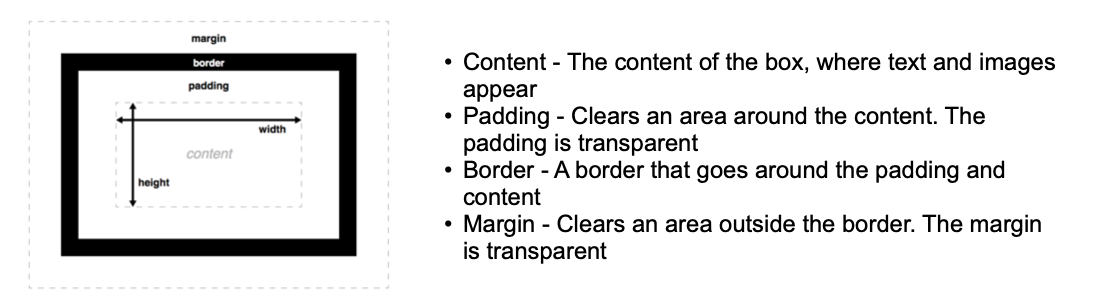 margin
border
padding
width
content
height
• Content - The content of the box, where text and images
appear
• Padding - Clears an area around the content. The
padding is transparent
• Border - A border that goes around the padding and
content
• Margin - Clears an area outside the border. The margin
is transparent